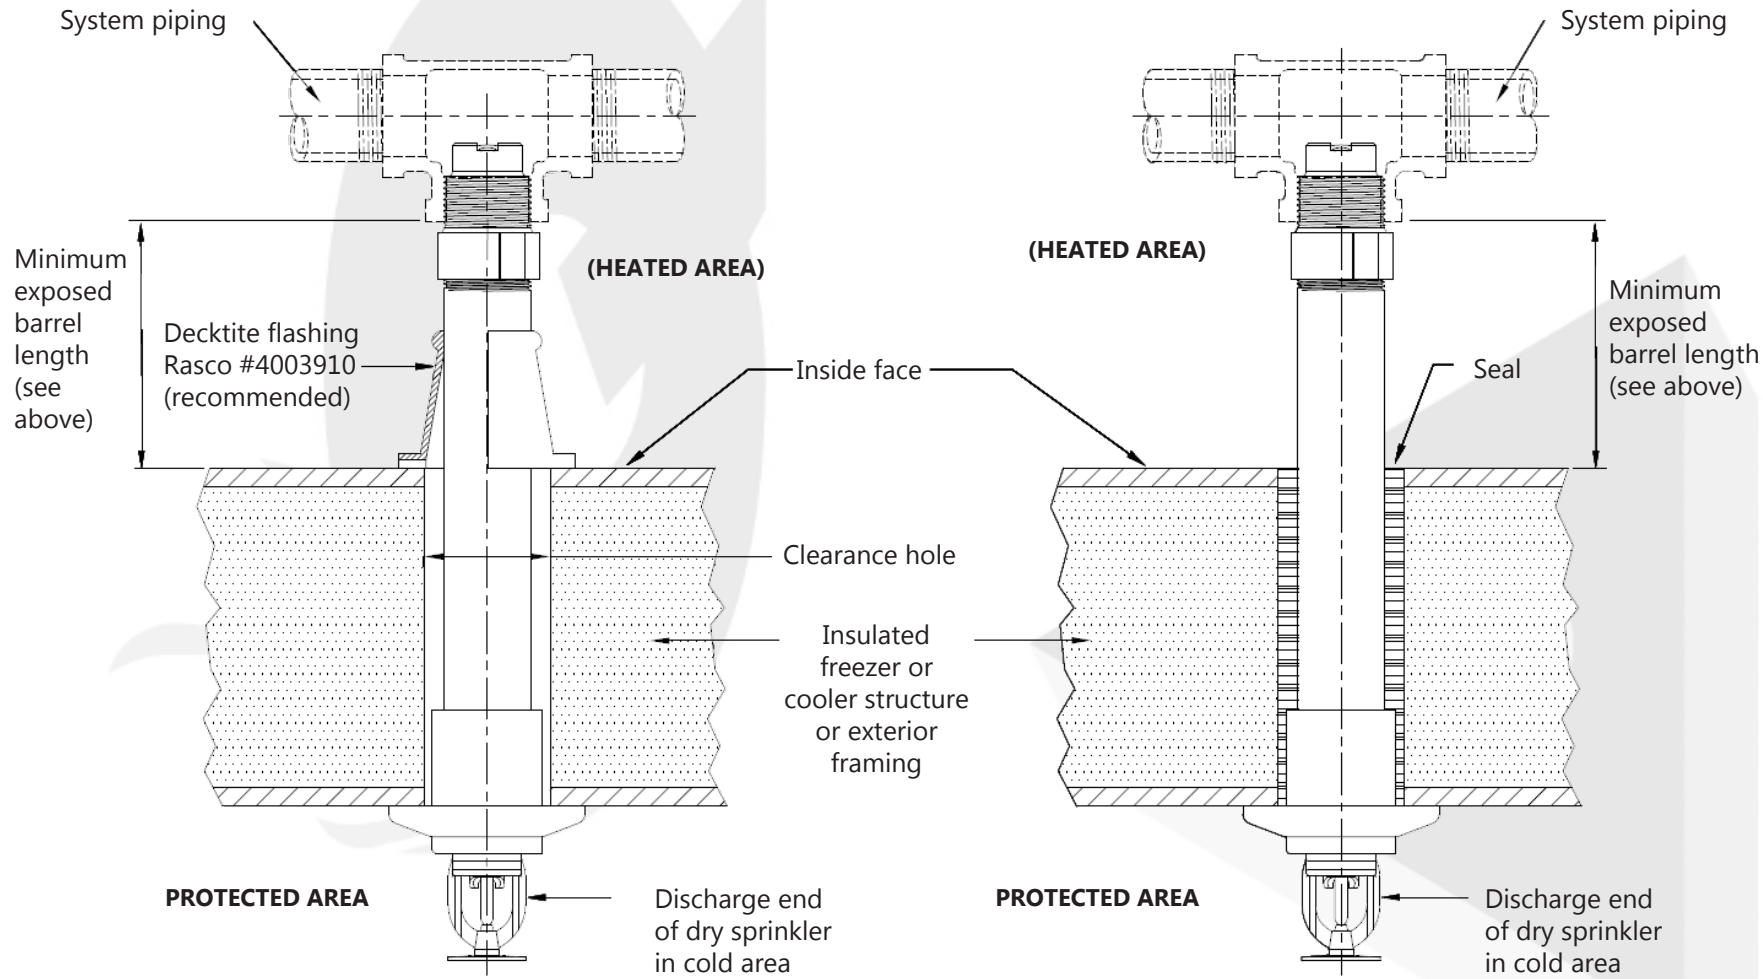 System piping
System piping
(HEATED AREA)
(HEATED AREA)
Minimum
exposed
barrel
length
(see
above)
Decktite flashing
Rasco #4003910
(recommended)
Inside face
Seal
Minimum
exposed
barrel length
(see above)
Clearance hole
Insulated
freezer or
cooler structure
or exterior
framing
PROTECTED AREA
Discharge end
of dry sprinkler
in cold area
PROTECTED AREA
Discharge end
of dry sprinkler
in cold area